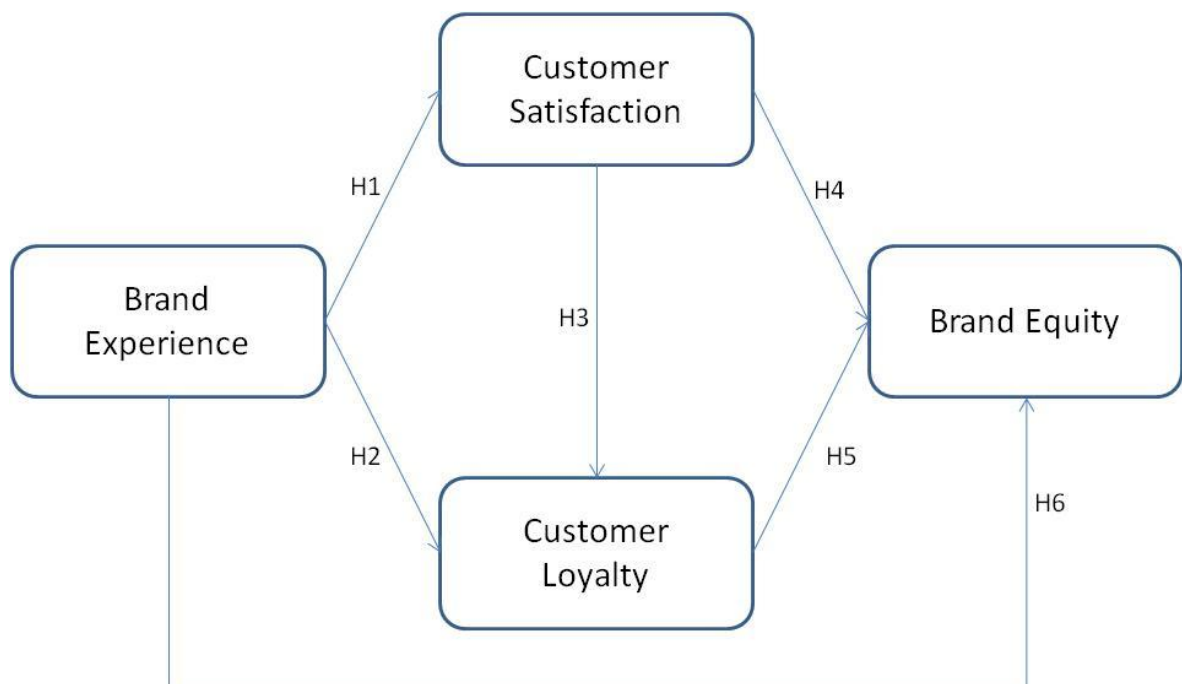 Customer
Satisfaction
H1
H4
Brand
Experience
H3
Brand Equity
H2
H5
H6
Customer
Loyalty